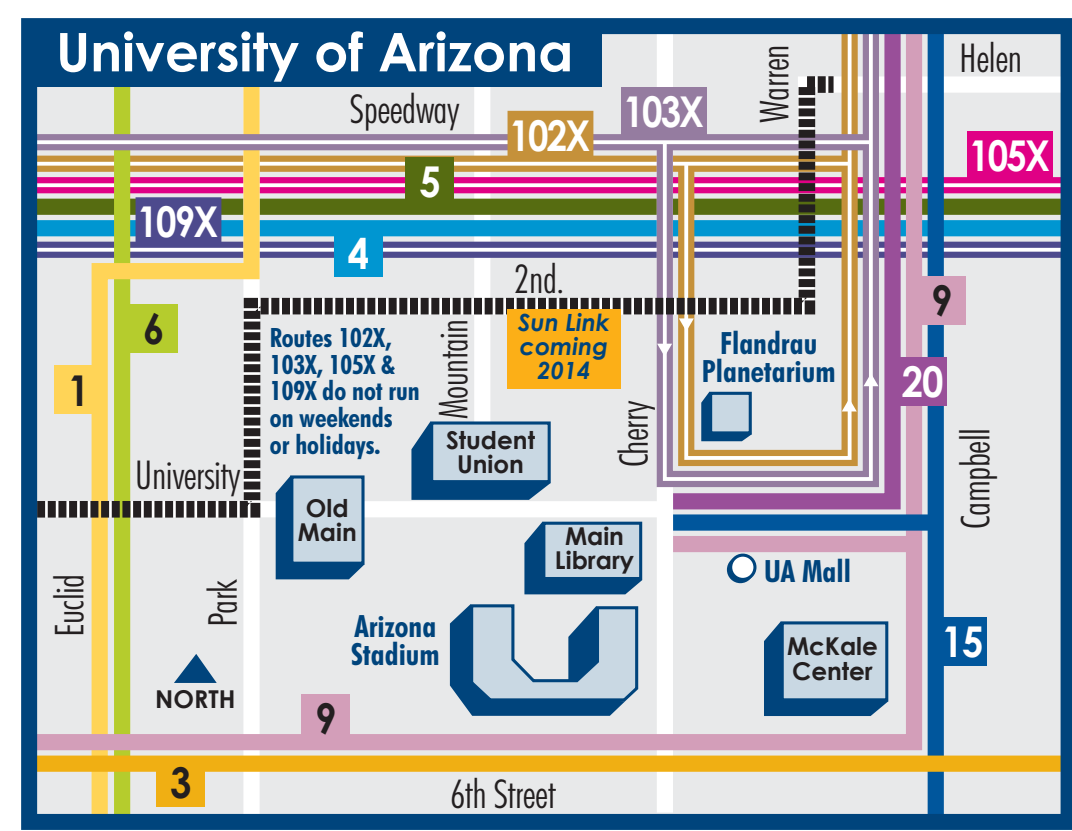 University of Arizona
Helen
Warren
Speedway
103X
102X
105X
5
109X
4
2nd.
9
6
Sun Link
coming
2014
Routes 102X,
103X, 105X &
109X do not run
on weekends
or holidays.
Mountain
Flandrau
Planetarium
1
20
Cherry
Student
Union
University
Campbell
Old
Main
Main
Library
UA Mall
Euclid
Park
Arizona
Stadium
15
McKale
Center
NORTH
9
3
6th Street